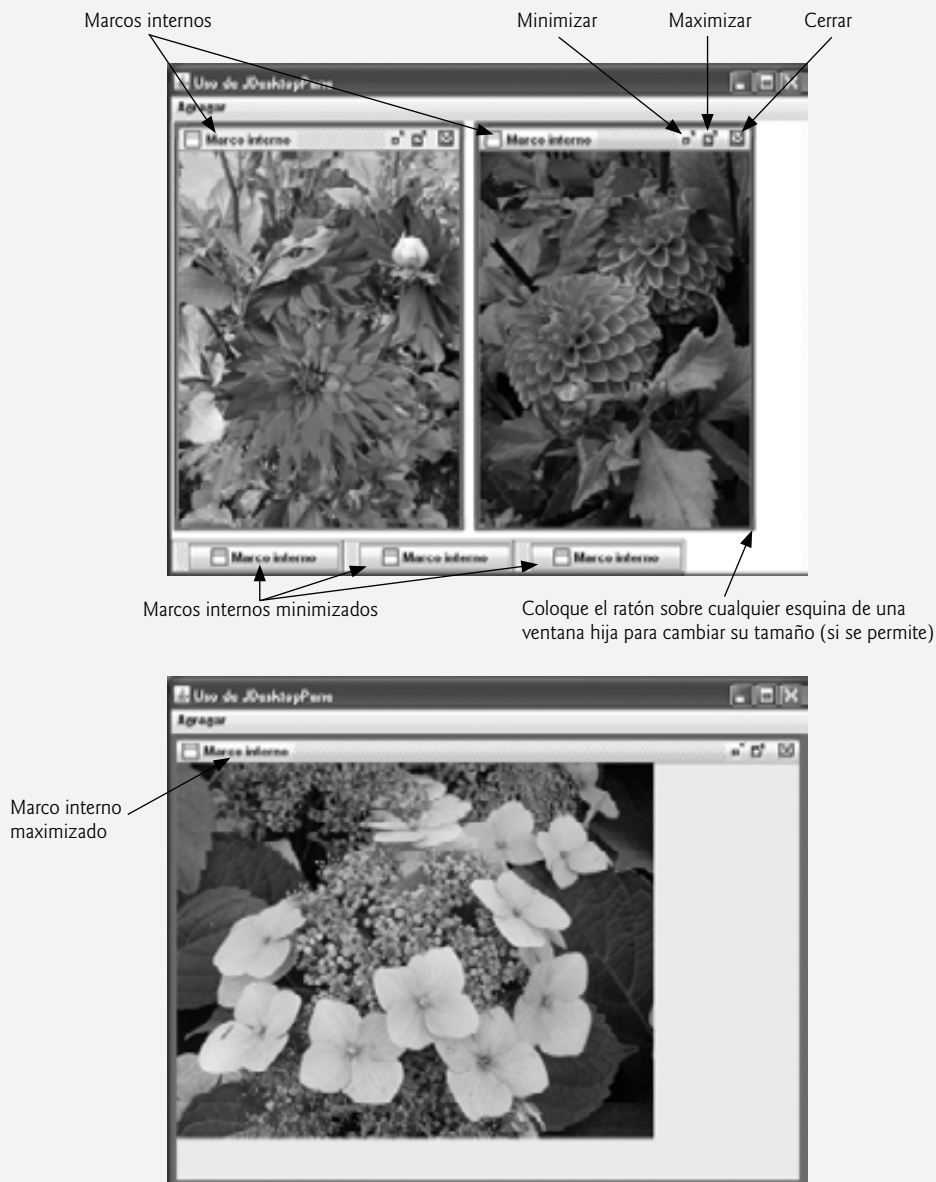 Marcos internos
Minimizar
Maximizar
Cerrar
Uso de JDesktopPane
Agregar
Marco interno
Marco interno
Marco interno
Marco interno
Marco interno
Marcos internos minimizados
Coloque el ratón sobre cualquier esquina de una
ventana hija para cambiar su tamaño (si se permite)
Uso de JDesktopPane
Agregar
Marco interno
Marco interno
maximizado